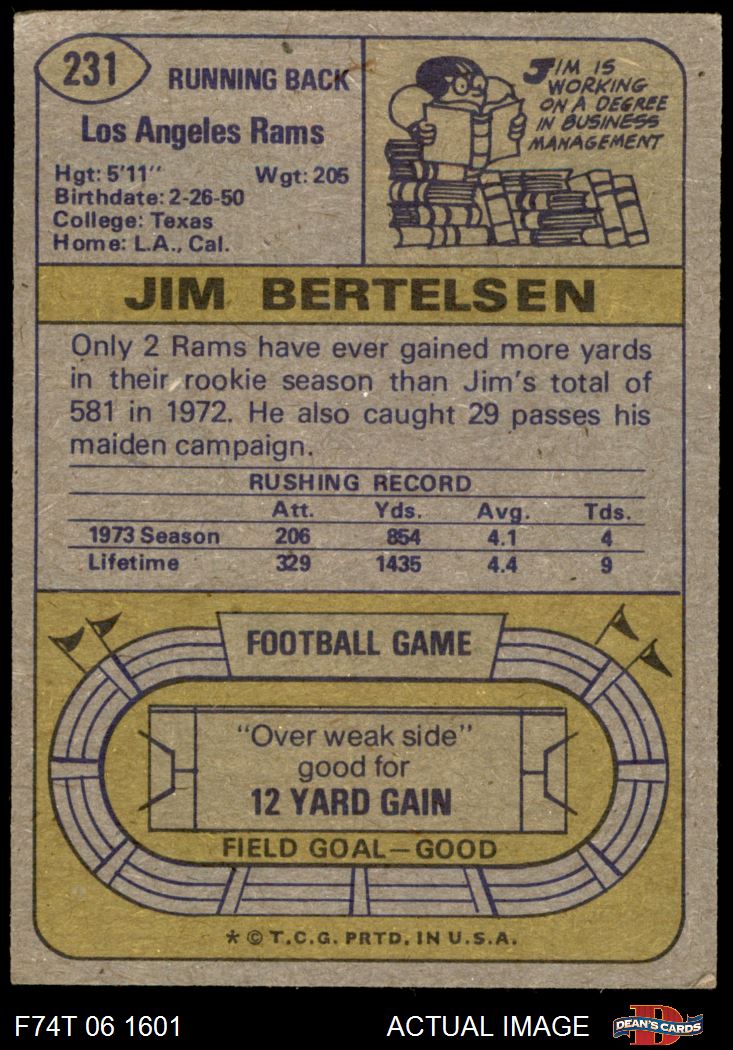 231
RUNNING BACK
Los Angeles Rams
Hgt: 5'11"
Wgt: 205
Birthdate: 2-26-50
College: Texas
Home: L.A., Cal.
JIM IS
WORKING
ON A DEGREE
IN BUSINESS
MANAGEMENT
JIM BERTELSEN
Only 2 Rams have ever gained more yards
in their rookie season than Jim's total of
581 in 1972. He also caught 29 passes his
maiden campaign.
RUSHING RECORD
Att. Yds. Avg. Tds.
1973 Season 206 854 4.1 4
Lifetime 329 1435 4.4 9
FOOTBALL GAME
"Over weak side"
good for
12 YARD GAIN
FIELD GOAL—GOOD
* © T.C.G. PRTD. IN U.S.A.
F74T 06 1601
ACTUAL IMAGE
D
DEAN'S CARDS